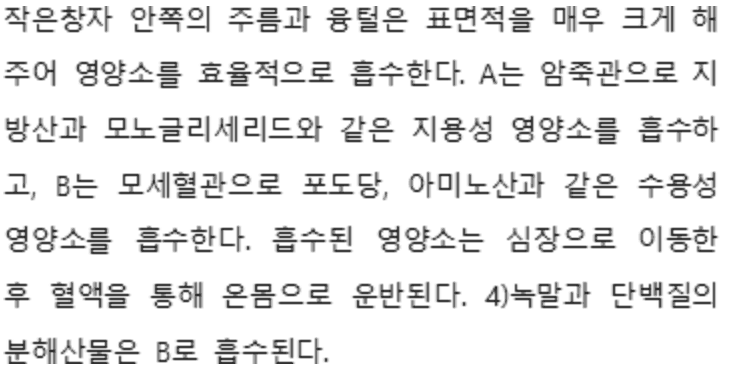 작은창자 안쪽의 주름과 융털은 표면적을 매우 크게 해
주어 영양소를 효율적으로 흡수한다. A는 암죽관으로 지
방산과 모노글리세리드와 같은 지용성 영양소를 흡수하
고, B는 모세혈관으로 포도당, 아미노산과 같은 수용성
영양소를 흡수한다. 흡수된 영양소는 심장으로 이동한
후 혈액을 통해 온몸으로 운반된다. 4)녹말과 단백질의
분해산물은 B로 흡수된다.